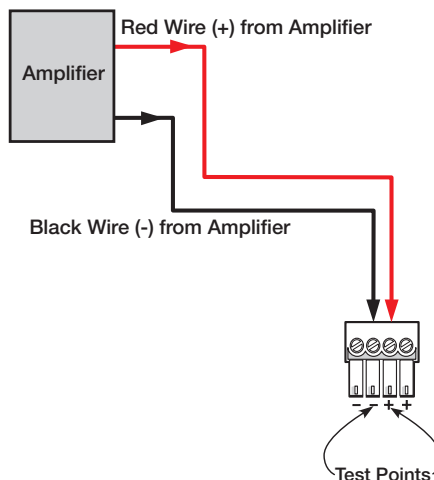 Red Wire (+) from Amplifier
Amplifier
Black Wire (-) from Amplifier
- - + +
Test Points